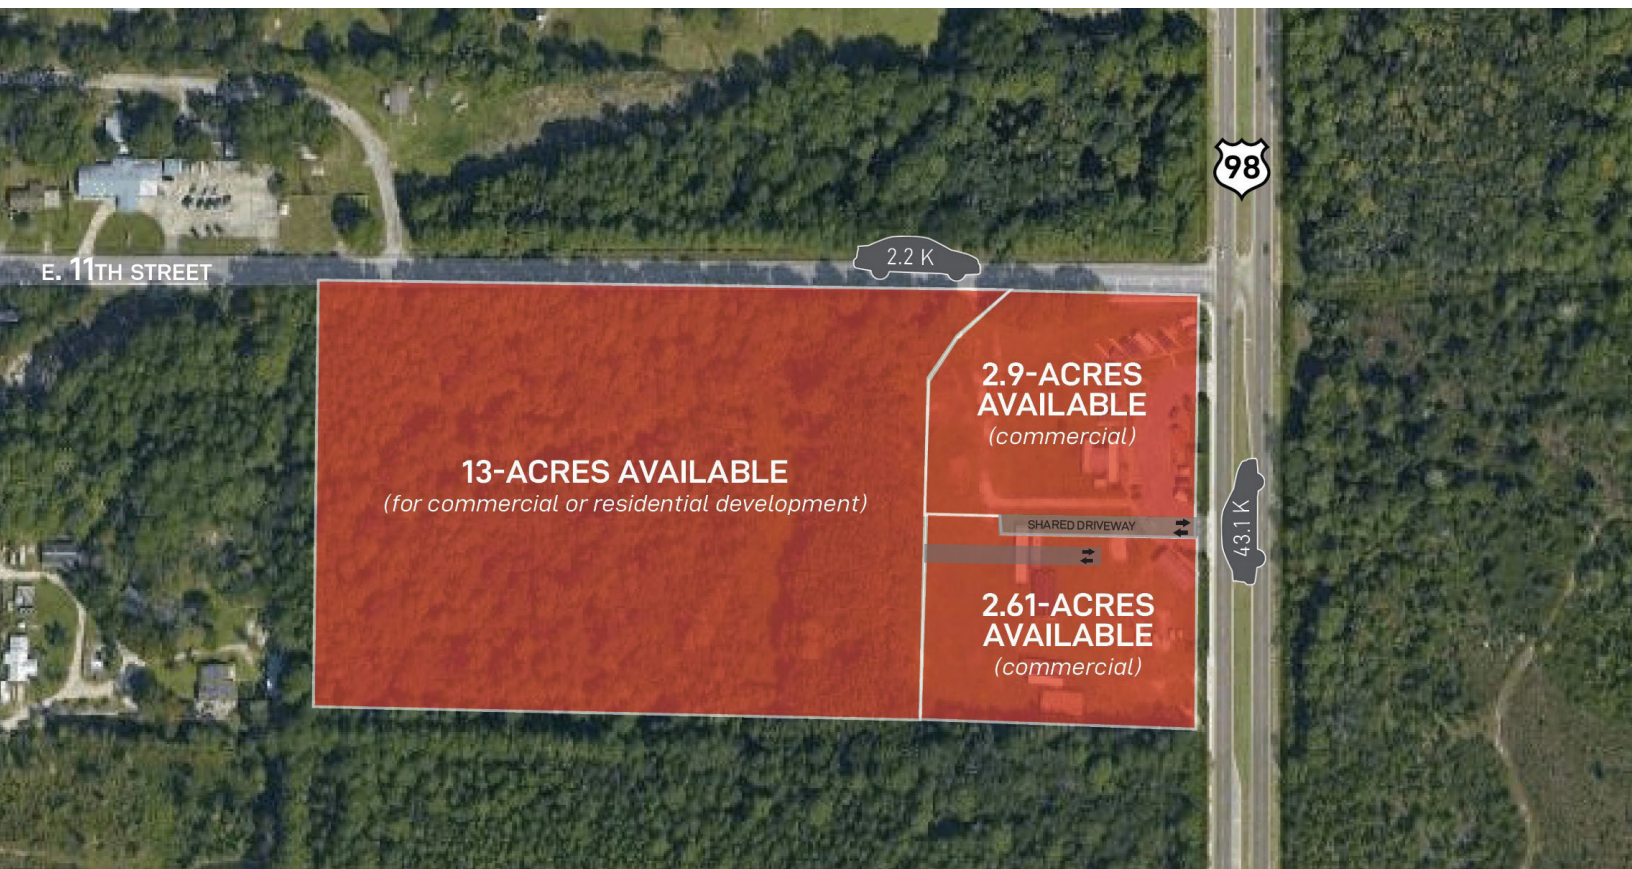 98
2.2 K
E. 11TH STREET
2.9-ACRES
AVAILABLE
(commercial)
13-ACRES AVAILABLE
(for commercial or residential development)
SHARED DRIVEWAY
43.1 K
2.61-ACRES
AVAILABLE
(commercial)